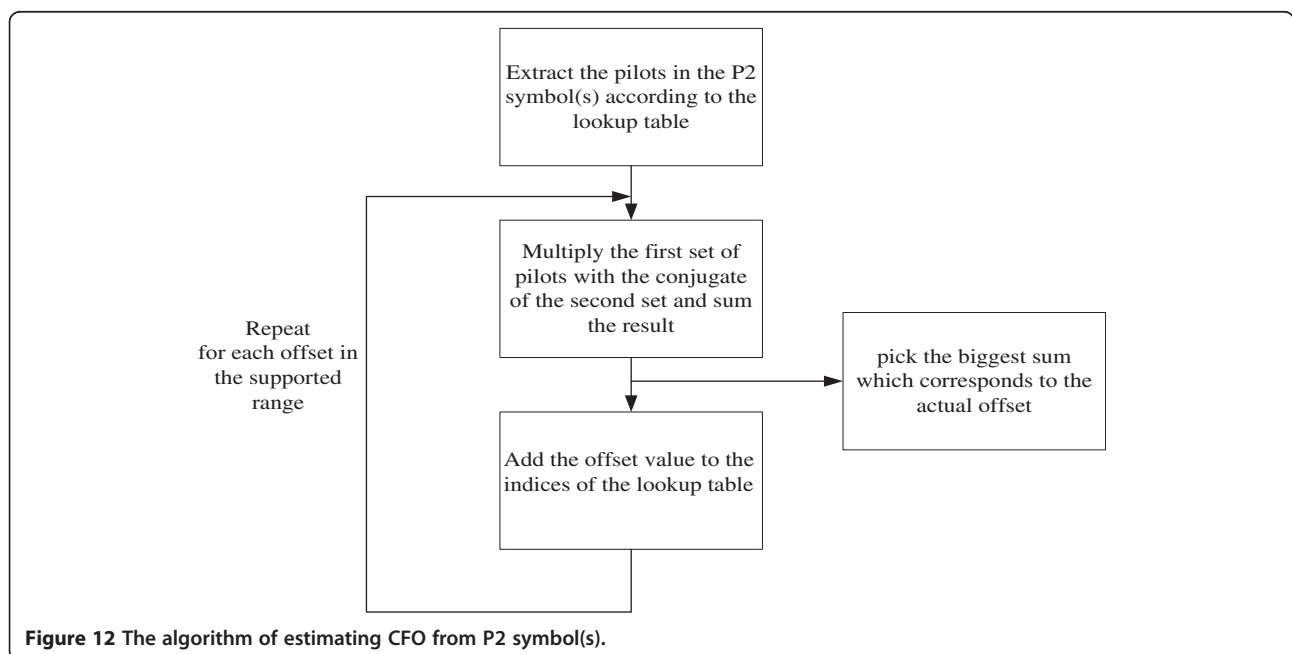 Extract the pilots in the P2
symbol(s) according to the
lookup table
Multiply the first set of
pilots with the conjugate
of the second set and sum
the result
Repeat
for each offset in
the supported
range
pick the biggest sum
which corresponds to the
actual offset
Add the offset value to the
indices of the lookup table
Figure 12 The algorithm of estimating CFO from P2 symbol(s).